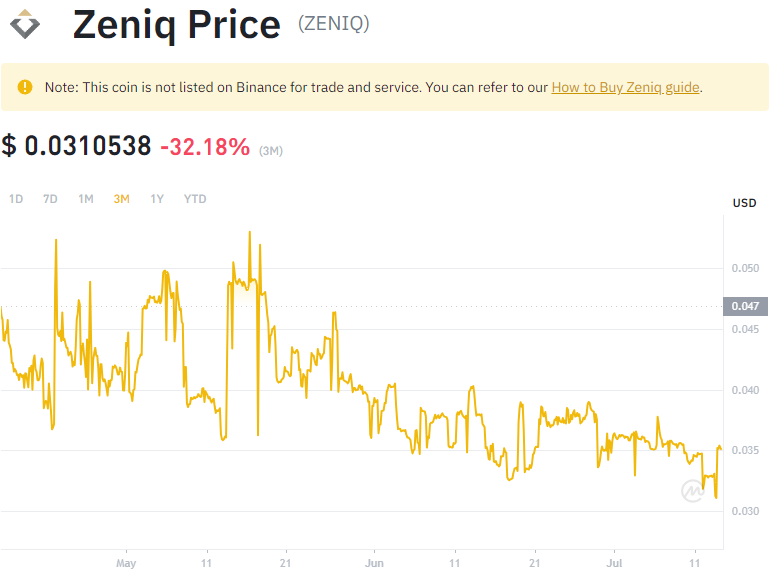 Zeniq Price (ZENIQ)
Note: This coin is not listed on Binance for trade and service. You can refer to our How to Buy Zeniq guide.
$ 0.0310538 -32.18% (3M)
1D 7D 1M 3M 1Y YTD
USD
0.050
0.047
0.045
0.040
0.035
0.030
May 11 21 Jun 11 21 Jul 11